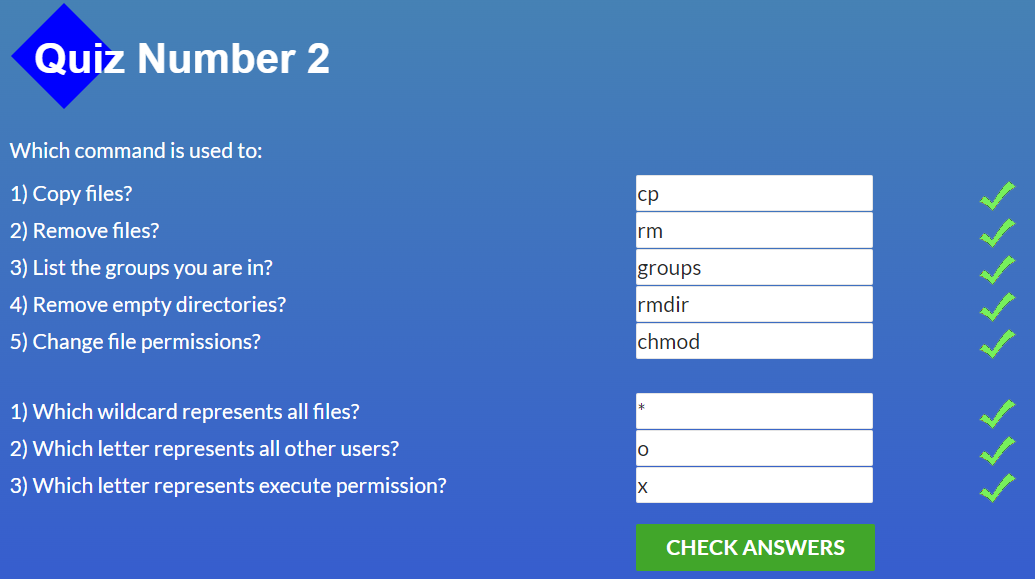 Quiz Number 2
Which command is used to:
1) Copy files? cp
2) Remove files? rm
3) List the groups you are in? groups
4) Remove empty directories? rmdir
5) Change file permissions? chmod
1) Which wildcard represents all files? *
2) Which letter represents all other users? o
3) Which letter represents execute permission? x
CHECK ANSWERS